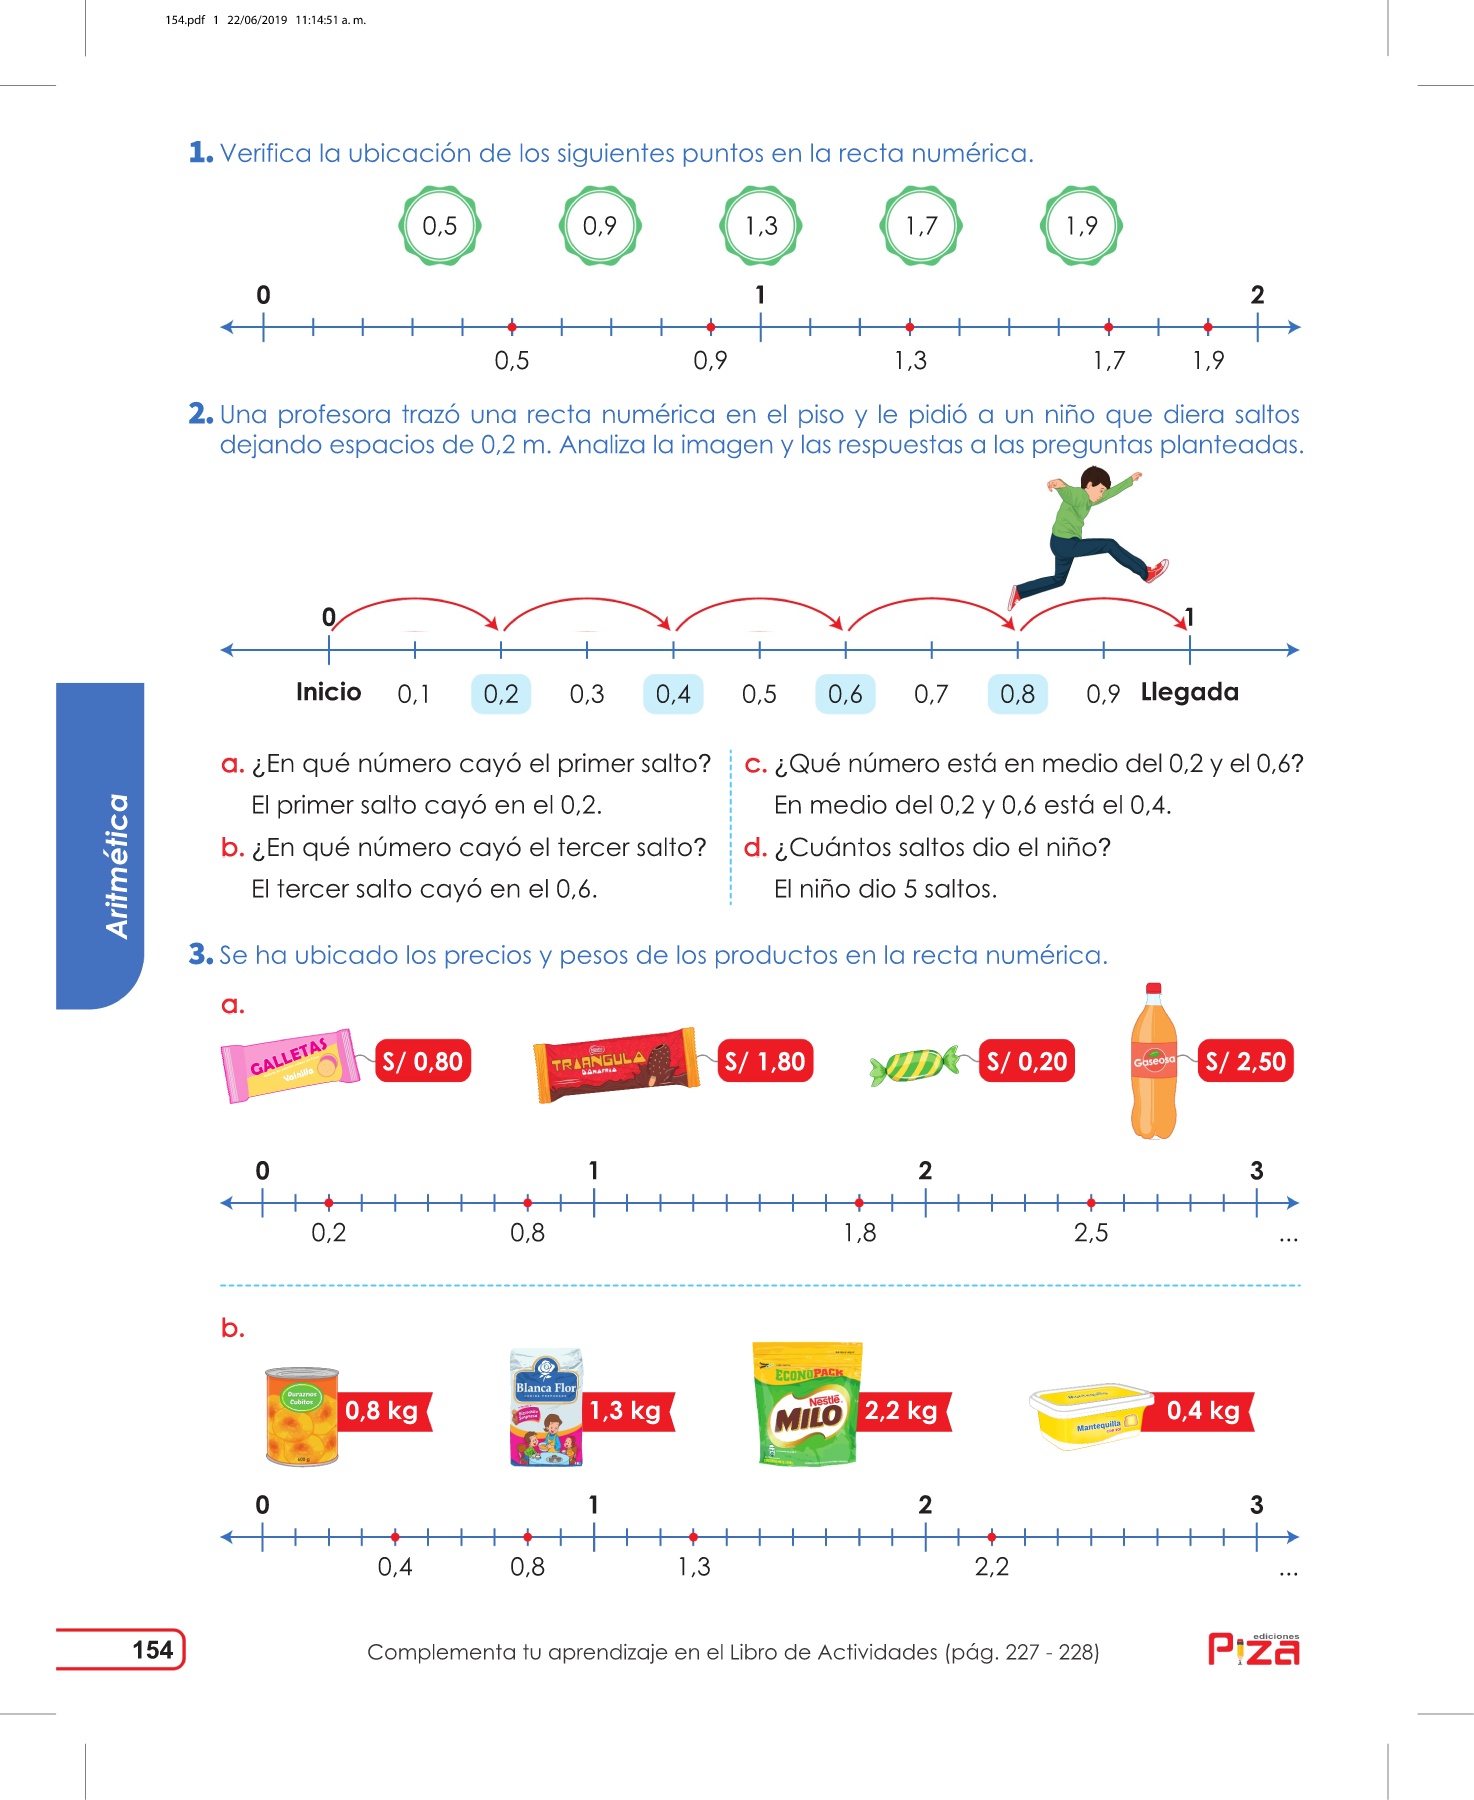 154.pdf 1 22/06/2019 11:14:51 a. m.
1. Verifica la ubicación de los siguientes puntos en la recta numérica.
0,5 0,9 1,3 1,7 1,9
0 1 2
0,5 0,9 1,3 1,7 1,9
2. Una profesora trazó una recta numérica en el piso y le pidió a un niño que diera saltos
dejando espacios de 0,2 m. Analiza la imagen y las respuestas a las preguntas planteadas.
0 1
Inicio 0,1 0,2 0,3 0,4 0,5 0,6 0,7 0,8 0,9 Llegada
a. ¿En qué número cayó el primer salto?
El primer salto cayó en el 0,2.
b. ¿En qué número cayó el tercer salto?
El tercer salto cayó en el 0,6.
c. ¿Qué número está en medio del 0,2 y el 0,6?
En medio del 0,2 y 0,6 está el 0,4.
d. ¿Cuántos saltos dio el niño?
El niño dio 5 saltos.
Aritmética
3. Se ha ubicado los precios y pesos de los productos en la recta numérica.
a.
GALLETAS
Vainilla
S/ 0,80
TRIANGULO
S/ 1,80
S/ 0,20
Gaseosa
S/ 2,50
0 1 2 3
0,2 0,8 1,8 2,5 ...
b.
Duraznos
Cubitos
0,8 kg
Blanca Flor
1,3 kg
ECONOPACK
Nestlé
MILO
2,2 kg
Mantequilla
Mantequilla
0,4 kg
0 1 2 3
0,4 0,8 1,3 2,2 ...
154
Complementa tu aprendizaje en el Libro de Actividades (pág. 227 - 228)
ediciones
Piza